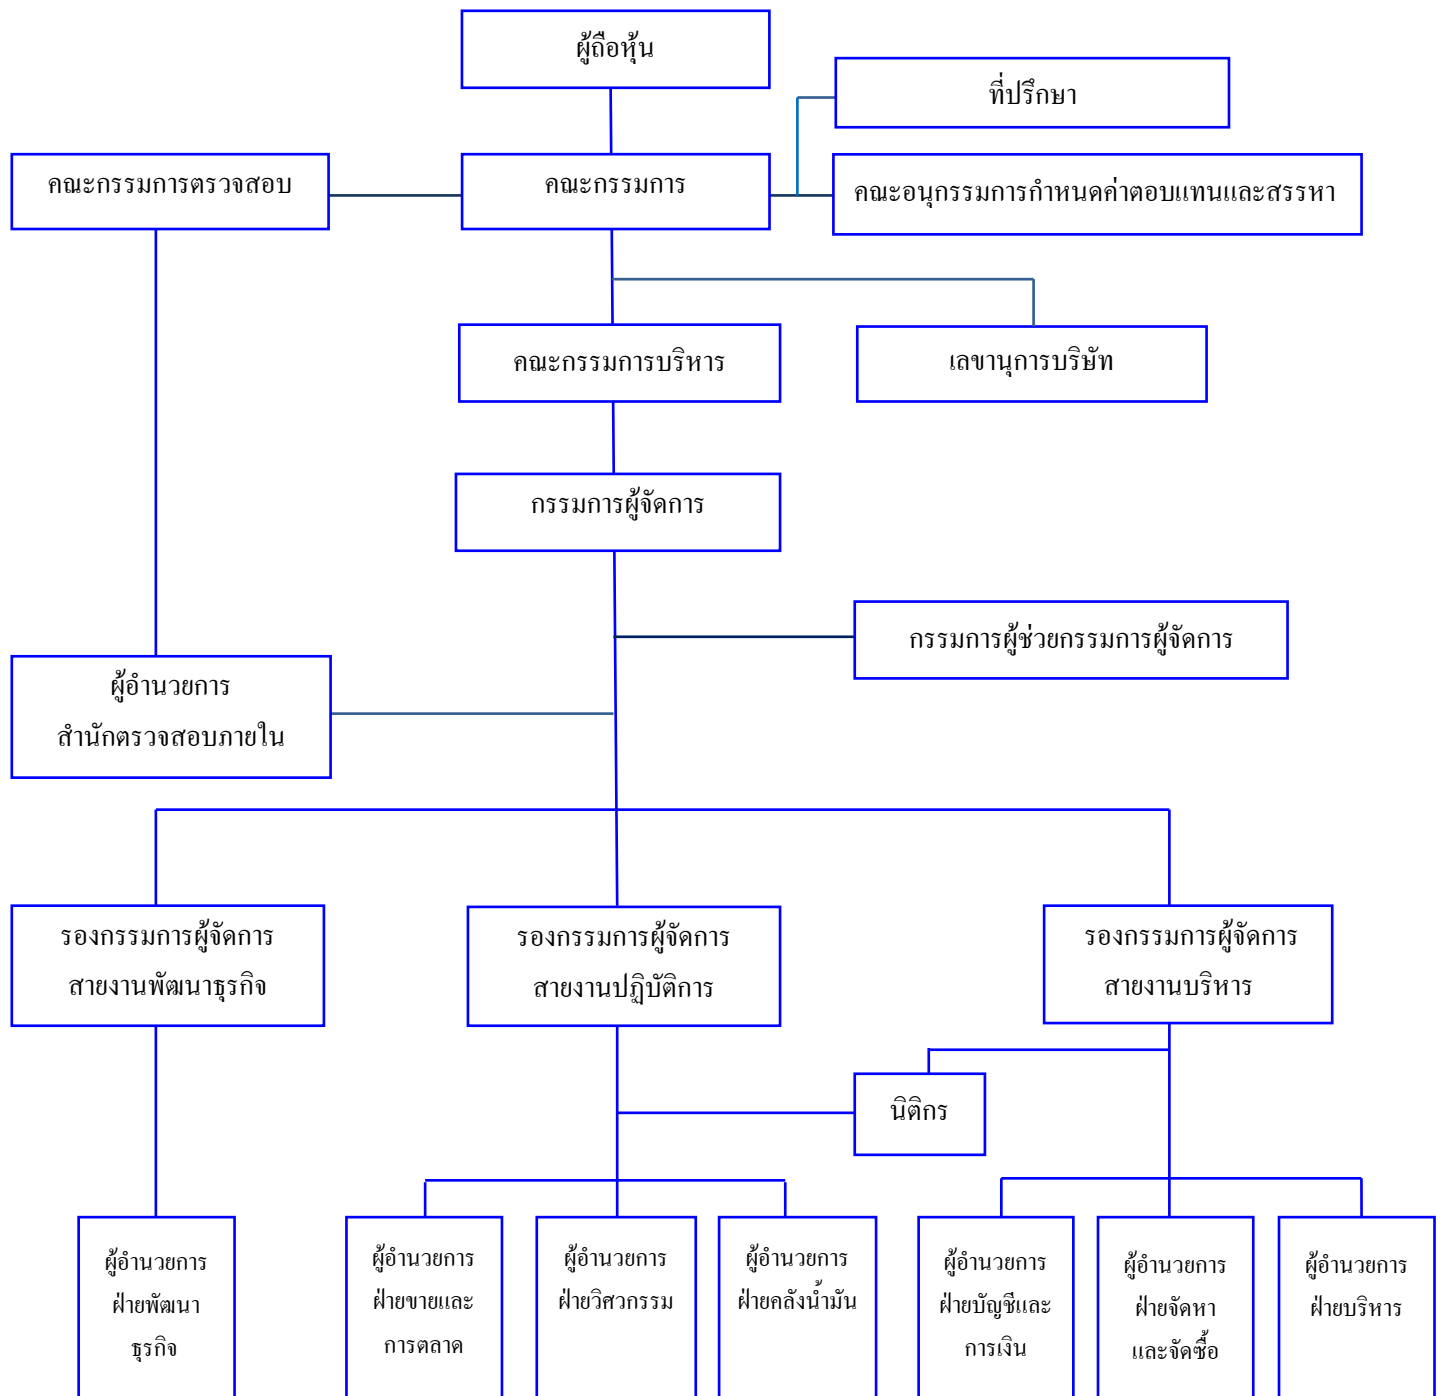 ผู้ถือหุ้น
ที่ปรึกษา
คณะกรรมการตรวจสอบ
คณะกรรมการ
คณะอนุกรรมการกำหนดค่าตอบแทนและสรรหา
คณะกรรมการบริหาร
เลขานุการบริษัท
กรรมการผู้จัดการ
กรรมการผู้ช่วยกรรมการผู้จัดการ
ผู้อำนวยการ
สำนักตรวจสอบภายใน
รองกรรมการผู้จัดการ
สายงานพัฒนาธุรกิจ
รองกรรมการผู้จัดการ
สายงานปฏิบัติการ
รองกรรมการผู้จัดการ
สายงานบริหาร
นิติกร
ผู้อำนวยการ
ฝ่ายพัฒนา
ธุรกิจ
ผู้อำนวยการ
ฝ่ายขายและ
การตลาด
ผู้อำนวยการ
ฝ่ายวิศวกรรม
ผู้อำนวยการ
ฝ่ายคลังน้ำมัน
ผู้อำนวยการ
ฝ่ายบัญชีและ
การเงิน
ผู้อำนวยการ
ฝ่ายจัดหา
และจัดซื้อ
ผู้อำนวยการ
ฝ่ายบริหาร